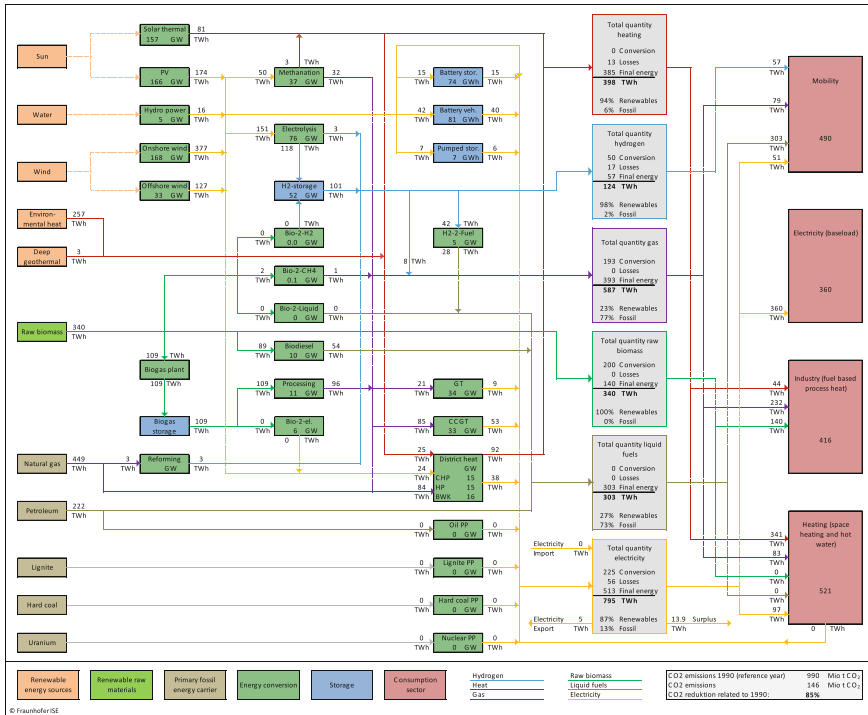 Solar thermal
157 GW
81
TWh
Sun
PV
166 GW
174
TWh
50
TWh
3
TWh
Methanation
37 GW
32
TWh
15
TWh
Battery stor.
74 GWh
15
TWh
Water
Hydro power
5 GW
16
TWh
42
TWh
Battery veh.
81 GWh
40
TWh
151
TWh
Electrolysis
76 GW
118
TWh
3
TWh
Wind
Onshore wind
168 GW
377
TWh
7
TWh
Pumped stor.
7 GWh
6
TWh
Offshore wind
33 GW
127
TWh
H2-storage
52 GW
101
TWh
Environ-
mental heat
257
TWh
0 TWh
Bio-2-H2
0.0 GW
42
TWh
H2-2-Fuel
5 GW
28
TWh
8 TWh
Deep
geothermal
3
TWh
2
TWh
Bio-2-CH4
0.1 GW
1
TWh
0
TWh
Bio-2-Liquid
0 GW
0
TWh
Raw biomass
340
TWh
89
TWh
Biodiesel
10 GW
54
TWh
109 TWh
Biogas plant
109 TWh
109
TWh
Processing
11 GW
96
TWh
21
TWh
GT
34 GW
9
TWh
Biogas
storage
109
TWh
0
TWh
Bio-2-el.
6 GW
0 TWh
85
TWh
CCGT
33 GW
53
TWh
Natural gas
449
TWh
3
TWh
Reforming
GW
3
TWh
25
TWh
24
TWh
84
TWh
District heat
GW
CHP 15
HP 15
BWK 16
92
TWh
38
TWh
Petroleum
222
TWh
0
TWh
Oil PP
0 GW
0
TWh
Lignite
0
TWh
Lignite PP
0 GW
0
TWh
Hard coal
0
TWh
Hard coal PP
0 GW
0
TWh
Uranium
0
TWh
Nuclear PP
0 GW
0
TWh
Total quantity
heating
0 Conversion
13 Losses
385 Final energy
398 TWh
94% Renewables
6% Fossil
Total quantity
hydrogen
50 Conversion
17 Losses
57 Final energy
124 TWh
98% Renewables
2% Fossil
Total quantity gas
193 Conversion
0 Losses
393 Final energy
587 TWh
23% Renewables
77% Fossil
Total quantity raw
biomass
200 Conversion
0 Losses
140 Final energy
340 TWh
100% Renewables
0% Fossil
Total quantity liquid
fuels
0 Conversion
0 Losses
303 Final energy
303 TWh
27% Renewables
73% Fossil
Electricity
Import
0
TWh
Total quantity
electricity
225 Conversion
56 Losses
513 Final energy
795 TWh
87% Renewables
13% Fossil
Electricity
Export
5
TWh
13.9 Surplus
TWh
57
TWh
79
TWh
303
TWh
51
TWh
Mobility
490
360
TWh
Electricity (baseload)
360
44
TWh
232
TWh
140
TWh
Industry (fuel based
process heat)
416
341
TWh
83
TWh
0
TWh
0
TWh
97
TWh
Heating (space
heating and hot
water)
521
0 TWh
Renewable
energy sources
Renewable raw
materials
Primary fossil
energy carrier
Energy conversion
Storage
Consumption
sector
Hydrogen
Heat
Gas
Raw biomass
Liquid fuels
Electricity
CO2 emissions 1990 (reference year) 990 Mio t CO2
CO2 emissions 146 Mio t CO2
CO2 reduktion related to 1990: 85%
© Fraunhofer ISE